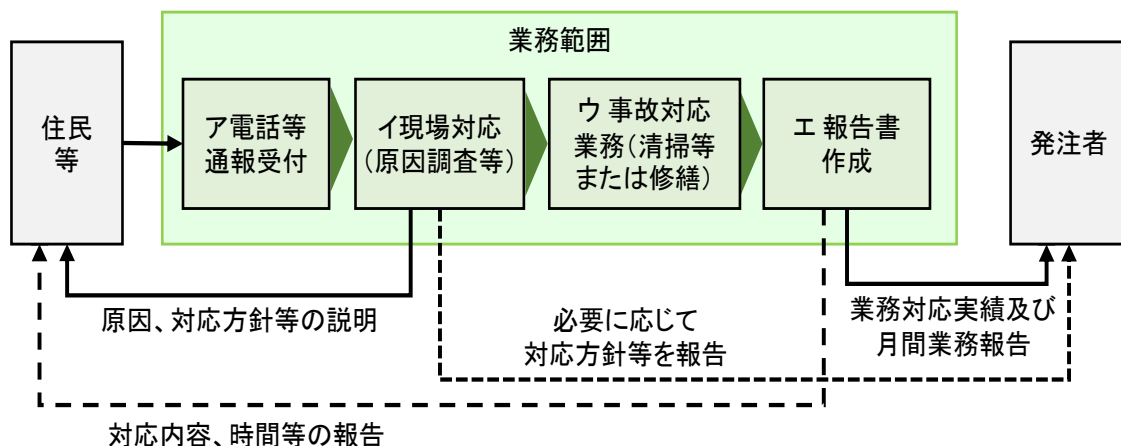 業務範囲
住民
等
ア電話等
通報受付
イ現場対応
(原因調査等)
ウ 事故対応
業務(清掃等
または修繕)
エ 報告書
作成
発注者
原因、対応方針等の説明
必要に応じて
対応方針等を報告
業務対応実績及び
月間業務報告
対応内容、時間等の報告